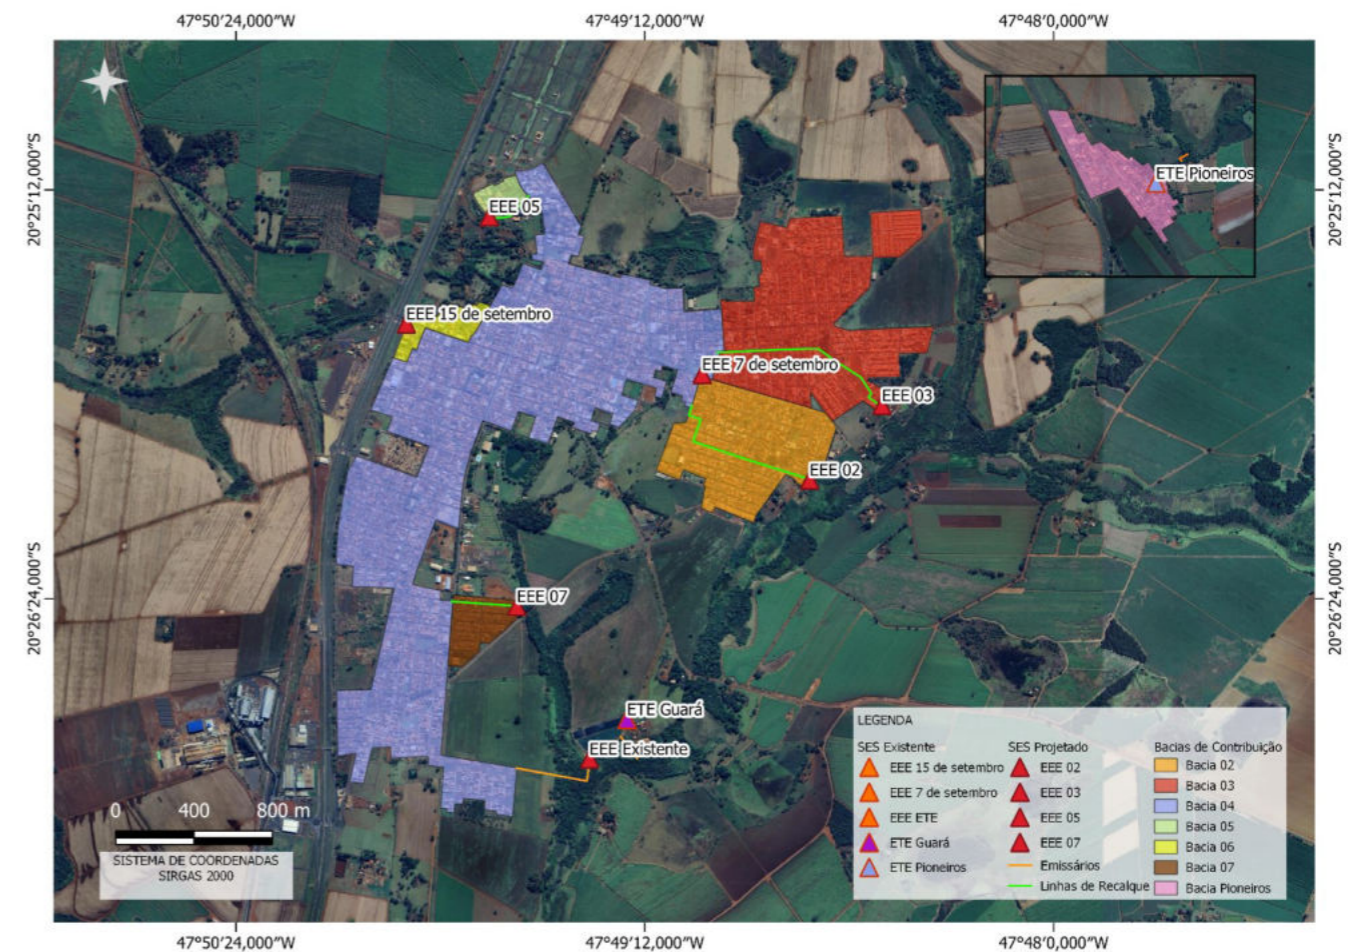 47°50'24,000"W
47°49'12,000"W
47°48'0,000"W
20°25'12,000"S
20°25'12,000"S
ETE Pioneiros
EEE 05
EEE 15 de setembro
EEE 7 de setembro
EEE 03
EEE 02
20°26'24,000"S
20°26'24,000"S
EEE 07
ETE Guará
EEE Existente
0 400 800 m
SISTEMA DE COORDENADAS
SIRGAS 2000
LEGENDA
SES Existente
EEE 15 de setembro
EEE 7 de setembro
EEE ETE
ETE Guará
ETE Pioneiros
SES Projetado
EEE 02
EEE 03
EEE 05
EEE 07
Emissários
Linhas de Recalque
Bacias de Contribuição
Bacia 02
Bacia 03
Bacia 04
Bacia 05
Bacia 06
Bacia 07
Bacia Pioneiros
47°50'24,000"W
47°49'12,000"W
47°48'0,000"W